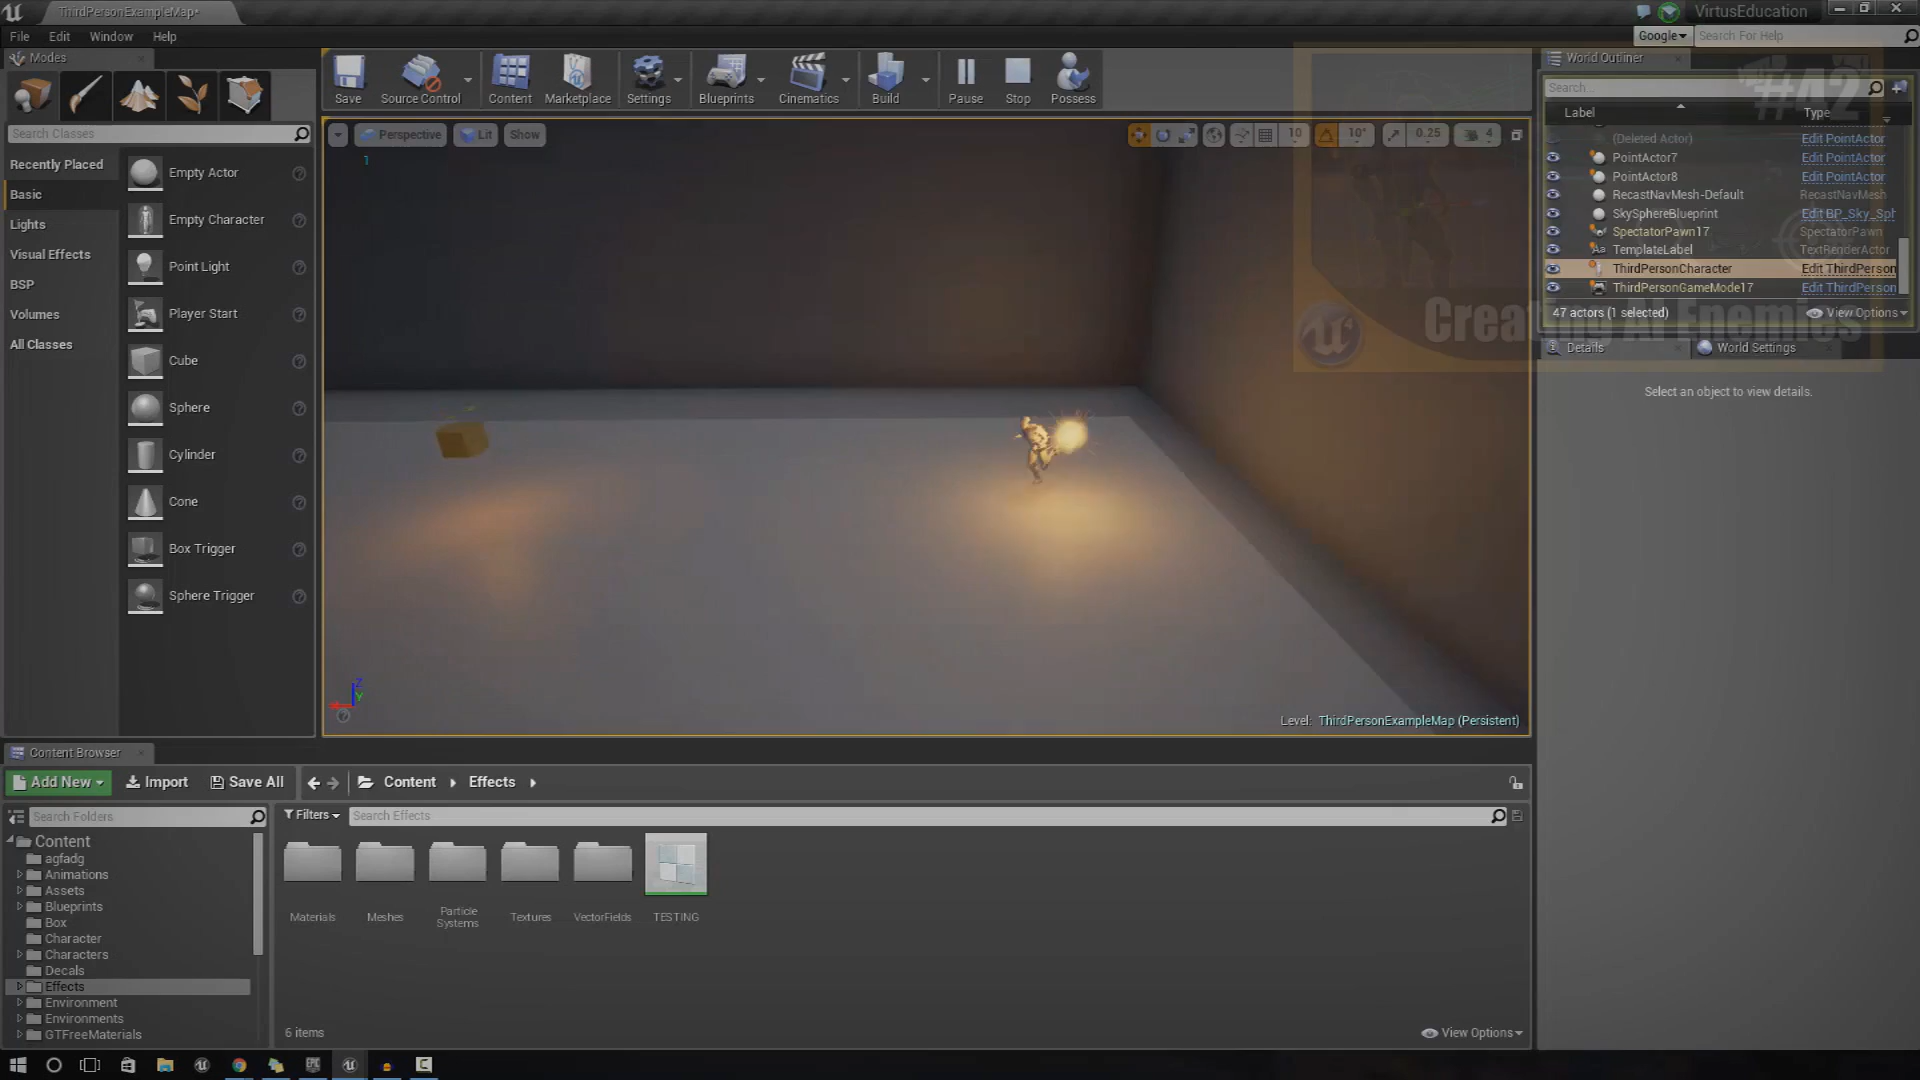 ThirdPersonExampleMap*
VirtusEducation
File Edit Window Help
Google
Search For Help
Modes
Save
Source Control
Content
Marketplace
Settings
Blueprints
Cinematics
Build
Pause
Stop
Possess
World Outliner
Search...
#42
Label
Type
(Deleted Actor)
Edit PointActor
PointActor7
Edit PointActor
PointActor8
Edit PointActor
RecastNavMesh-Default
RecastNavMesh
SkySphereBlueprint
Edit BP_Sky_Sph
SpectatorPawn17
SpectatorPawn
TemplateLabel
TextRenderActor
ThirdPersonCharacter
Edit ThirdPerson
ThirdPersonGameMode17
Edit ThirdPerson
47 actors (1 selected)
View Options
Creating AI Enemies
Details
World Settings
Select an object to view details.
Search Classes
Recently Placed
Basic
Lights
Visual Effects
BSP
Volumes
All Classes
Empty Actor
Empty Character
Point Light
Player Start
Cube
Sphere
Cylinder
Cone
Box Trigger
Sphere Trigger
Perspective
Lit
Show
10
10°
0.25
4
1
Z
Y
Level: ThirdPersonExampleMap (Persistent)
Content Browser
Add New
Import
Save All
Content
Effects
Search Folders
Filters
Search Effects
Content
agfadg
Animations
Assets
Blueprints
Box
Character
Characters
Decals
Effects
Environment
Environments
GTFreeMaterials
Materials
Meshes
Particle
Systems
Textures
VectorFields
TESTING
6 items
View Options